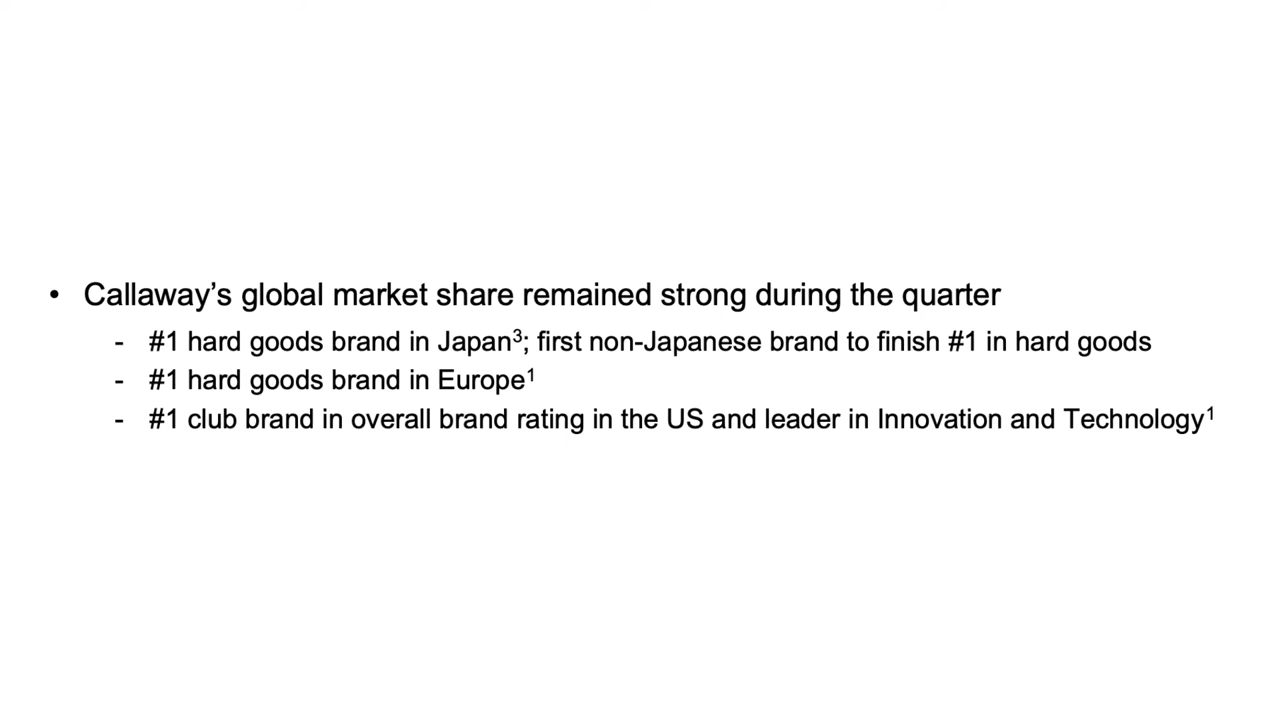 • Callaway’s global market share remained strong during the quarter
- #1 hard goods brand in Japan³; first non-Japanese brand to finish #1 in hard goods
- #1 hard goods brand in Europe¹
- #1 club brand in overall brand rating in the US and leader in Innovation and Technology¹